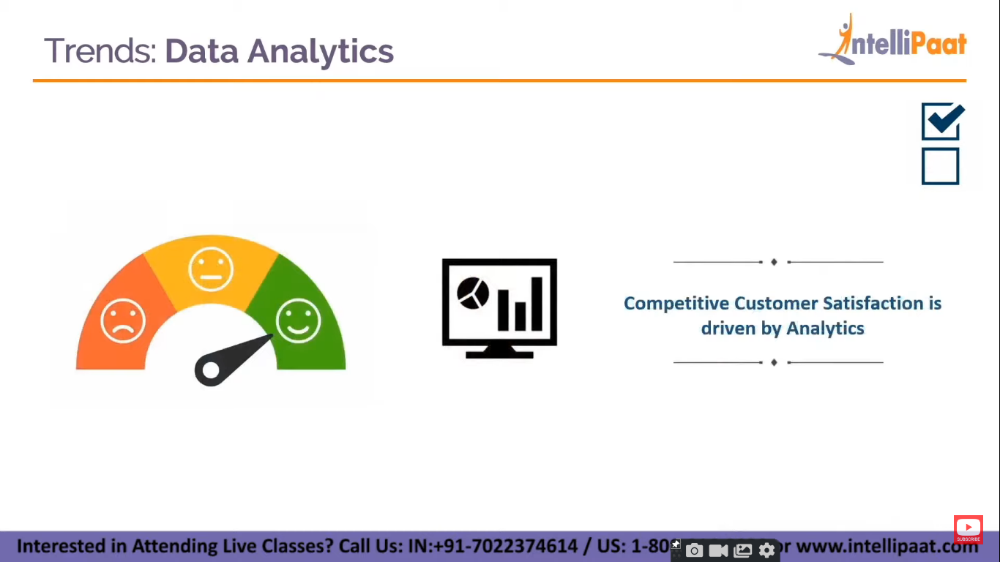 Trends: Data Analytics
IntelliPaat
Competitive Customer Satisfaction is
driven by Analytics
SUBSCRIBE
Interested in Attending Live Classes? Call Us: IN:+91-7022374614 / US: 1-80 or www.intellipaat.com